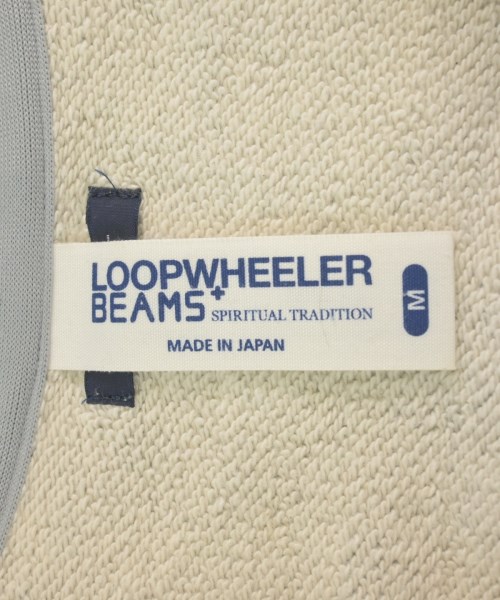 LOOPWHEELER
BEAMS+ SPIRITUAL TRADITION
MADE IN JAPAN
M